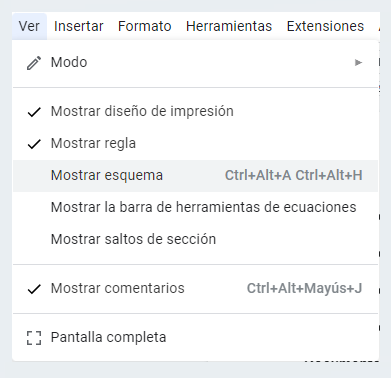 Ver Insertar Formato Herramientas Extensiones
Modo
Mostrar diseño de impresión
Mostrar regla
Mostrar esquema Ctrl+Alt+A Ctrl+Alt+H
Mostrar la barra de herramientas de ecuaciones
Mostrar saltos de sección
Mostrar comentarios Ctrl+Alt+Mayús+J
Pantalla completa